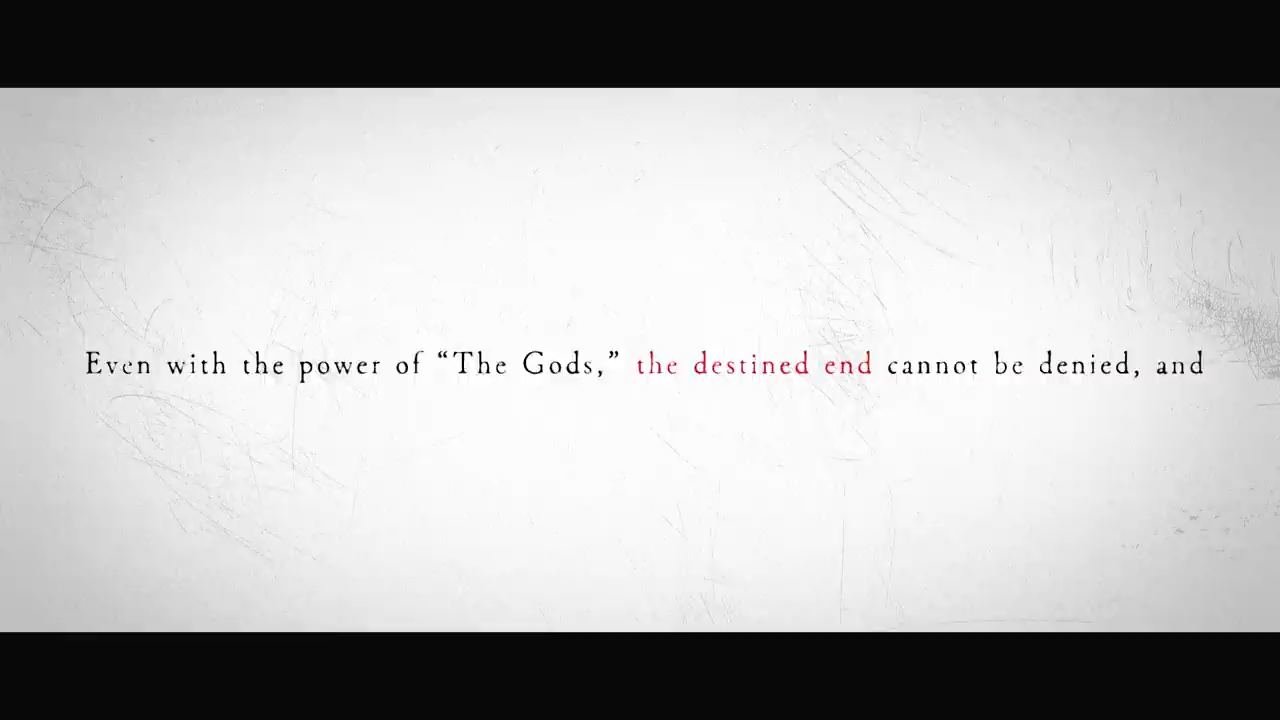 Even with the power of “The Gods,” the destined end cannot be denied, and